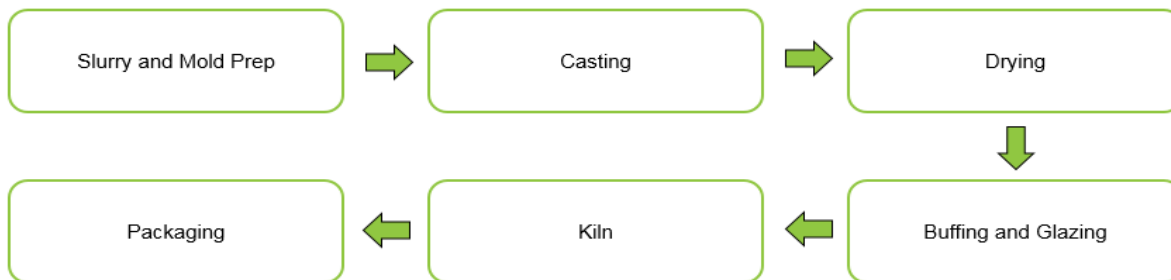 Slurry and Mold Prep
Casting
Drying
Buffing and Glazing
Kiln
Packaging